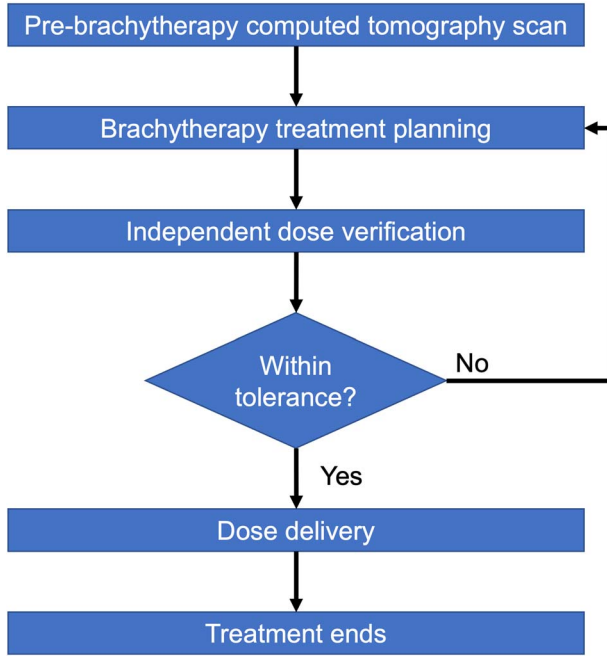 Pre-brachytherapy computed tomography scan
Brachytherapy treatment planning
Independent dose verification
Within
tolerance?
No
Yes
Dose delivery
Treatment ends